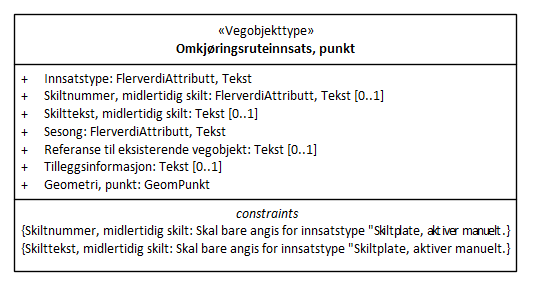 «Vegobjekttype»
Omkjøringsruteinnsats, punkt
+ Innsatstype: FlerverdiAttributt, Tekst
+ Skiltnummer, midlertidig skilt: FlerverdiAttributt, Tekst [0..1]
+ Skilttekst, midlertidig skilt: Tekst [0..1]
+ Sesong: FlerverdiAttributt, Tekst
+ Referanse til eksisterende vegobjekt: Tekst [0..1]
+ Tilleggsinformasjon: Tekst [0..1]
+ Geometri, punkt: GeomPunkt
constraints
{Skiltnummer, midlertidig skilt: Skal bare angis for innsatstype "Skiltplate, aktiver manuelt.}
{Skilttekst, midlertidig skilt: Skal bare angis for innsatstype "Skiltplate, aktiver manuelt.}